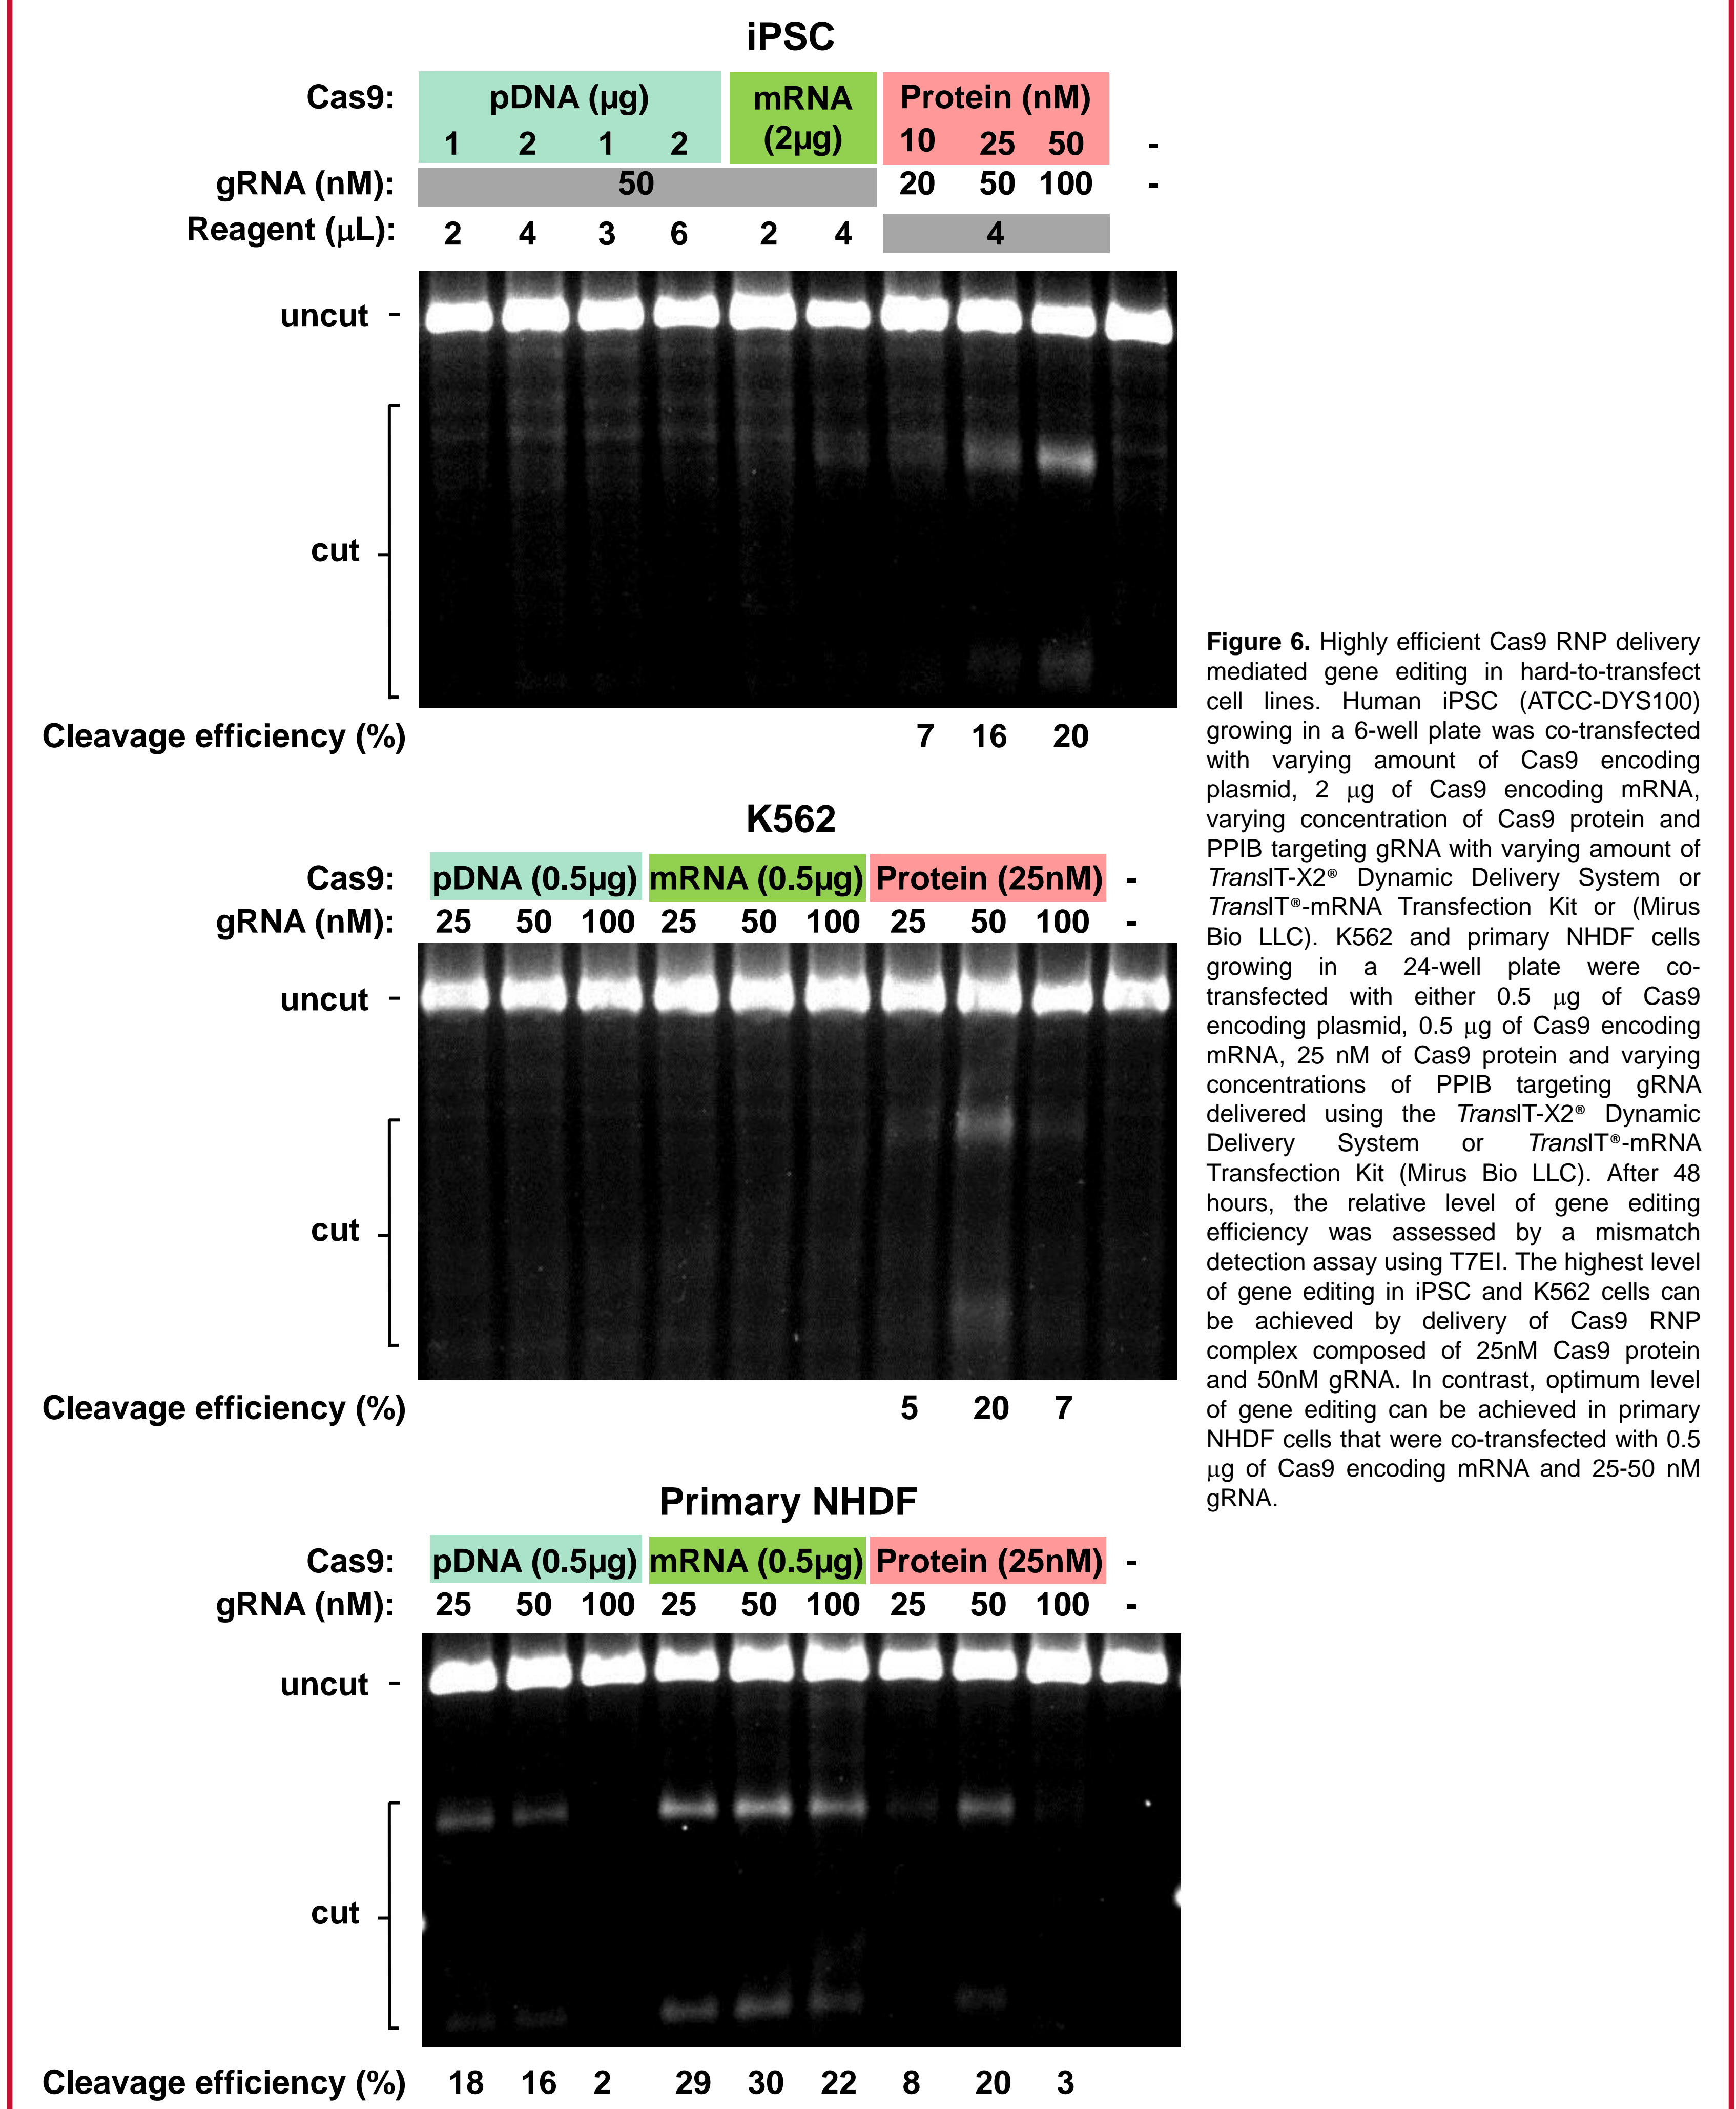 iPSC
Cas9: pDNA (µg) mRNA (2µg) Protein (nM)
1 2 1 2 10 25 50 -
gRNA (nM): 50 20 50 100 -
Reagent (μL): 2 4 3 6 2 4 4
uncut -
cut
Cleavage efficiency (%) 7 16 20
K562
Cas9: pDNA (0.5µg) mRNA (0.5µg) Protein (25nM) -
gRNA (nM): 25 50 100 25 50 100 25 50 100 -
uncut -
cut
Cleavage efficiency (%) 5 20 7
Primary NHDF
Cas9: pDNA (0.5µg) mRNA (0.5µg) Protein (25nM) -
gRNA (nM): 25 50 100 25 50 100 25 50 100 -
uncut -
cut
Cleavage efficiency (%) 18 16 2 29 30 22 8 20 3
Figure 6. Highly efficient Cas9 RNP delivery
mediated gene editing in hard-to-transfect
cell lines. Human iPSC (ATCC-DYS100)
growing in a 6-well plate was co-transfected
with varying amount of Cas9 encoding
plasmid, 2 μg of Cas9 encoding mRNA,
varying concentration of Cas9 protein and
PPIB targeting gRNA with varying amount of
TransIT-X2® Dynamic Delivery System or
TransIT®-mRNA Transfection Kit or (Mirus
Bio LLC). K562 and primary NHDF cells
growing in a 24-well plate were co-
transfected with either 0.5 μg of Cas9
encoding plasmid, 0.5 μg of Cas9 encoding
mRNA, 25 nM of Cas9 protein and varying
concentrations of PPIB targeting gRNA
delivered using the TransIT-X2® Dynamic
Delivery System or TransIT®-mRNA
Transfection Kit (Mirus Bio LLC). After 48
hours, the relative level of gene editing
efficiency was assessed by a mismatch
detection assay using T7EI. The highest level
of gene editing in iPSC and K562 cells can
be achieved by delivery of Cas9 RNP
complex composed of 25nM Cas9 protein
and 50nM gRNA. In contrast, optimum level
of gene editing can be achieved in primary
NHDF cells that were co-transfected with 0.5
μg of Cas9 encoding mRNA and 25-50 nM
gRNA.